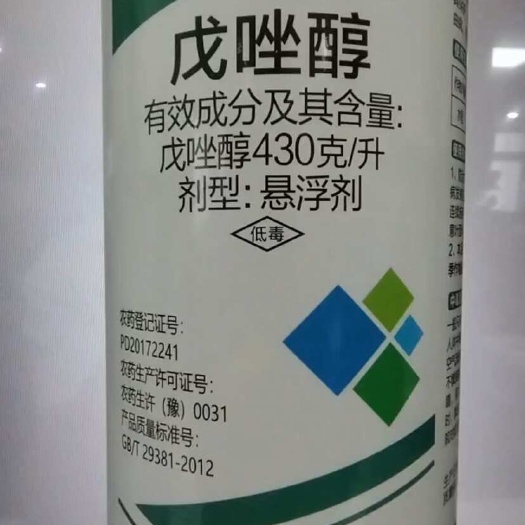 戊唑醇
有效成分及其含量:
戊唑醇430克/升
剂型: 悬浮剂
低毒
农药登记证号:
PD20172241
农药生产许可证号:
农药生许 (豫) 0031
产品质量标准号:
GB/T 29381-2012